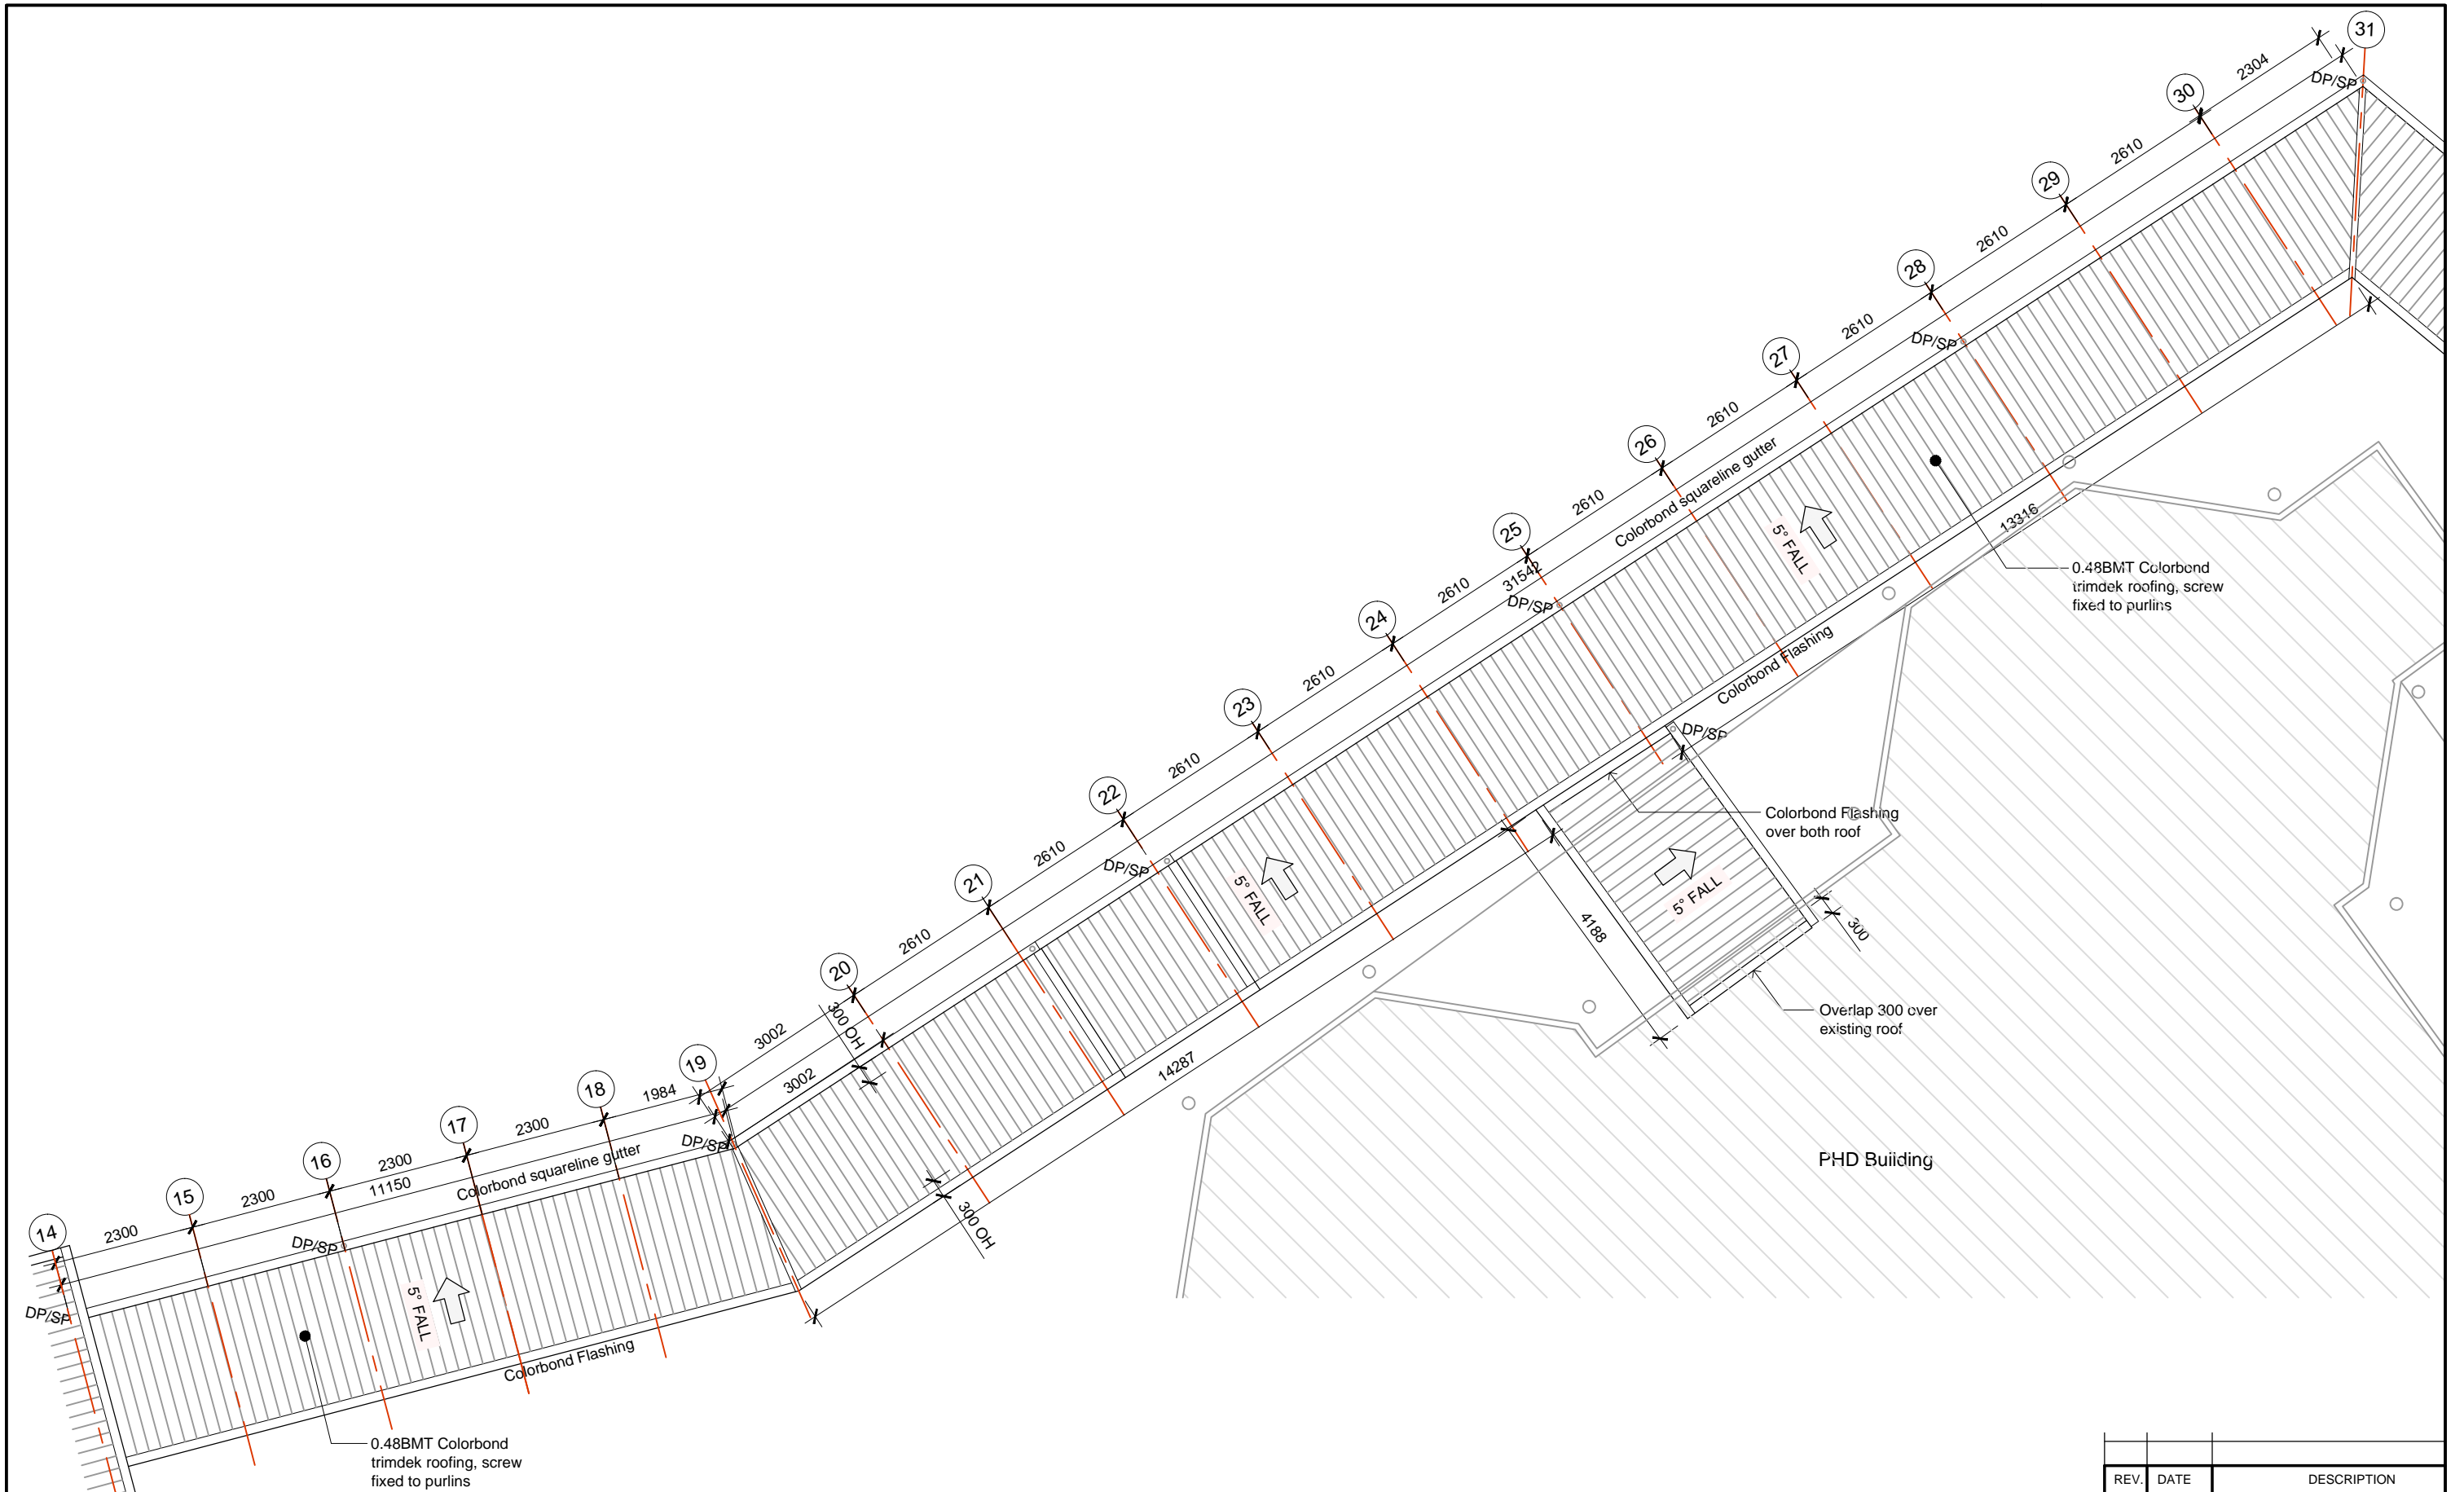 31
2304
DP/SP
30
2610
29
2610
28
2610
DP/SP
27
2610
26
Colorbond squareline gutter
2610
25
31542
DP/SP
5° FALL
13316
0.48BMT Colorbond
trimdek roofing, screw
fixed to purlins
2610
24
Colorbond Flashing
2610
23
DP/SP
2610
22
Colorbond Flashing
over both roof
2610
DP/SP
21
5° FALL
5° FALL
4188
300
2610
20
300 OH
Overlap 300 over
existing roof
3002
19
3002
14287
1984
18
DP/SP
PHD Building
2300
17
Colorbond squareline gutter
300 OH
2300
16
11150
2300
15
DP/SP
2300
14
DP/SP
5° FALL
Colorbond Flashing
0.48BMT Colorbond
trimdek roofing, screw
fixed to purlins
REV. DATE DESCRIPTION